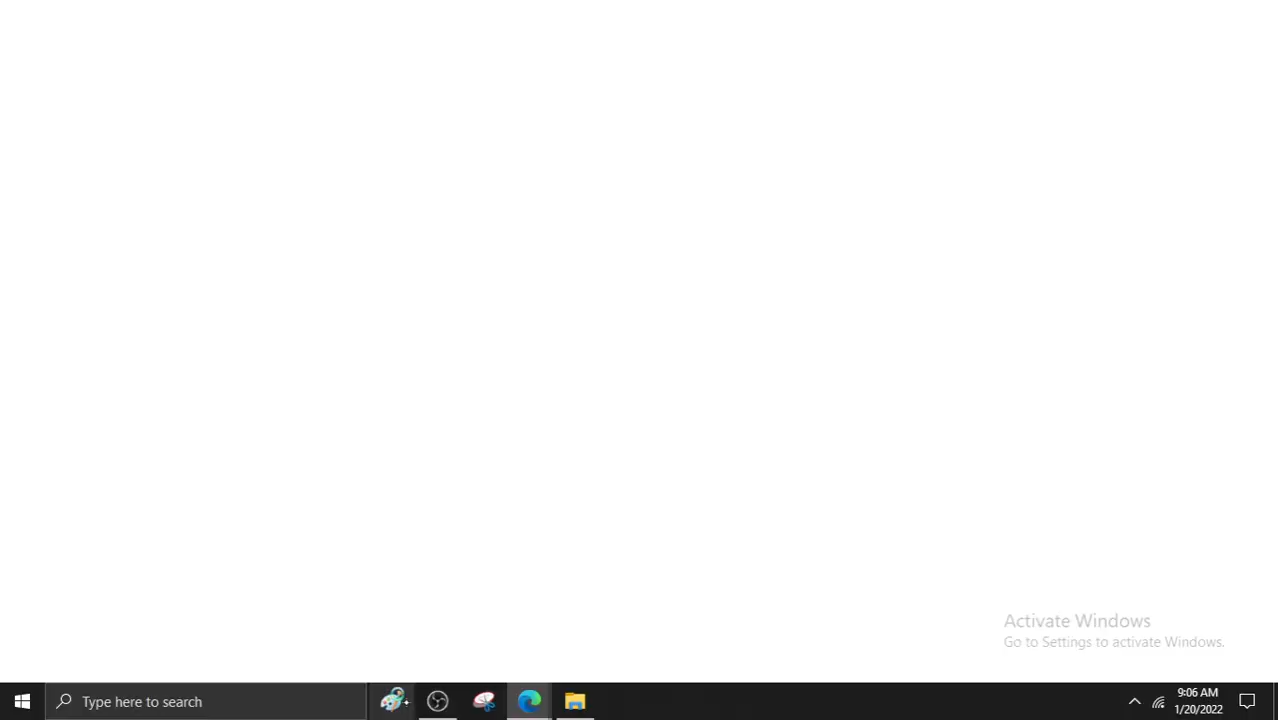 Activate Windows
Go to Settings to activate Windows.
Type here to search
9:06 AM
1/20/2022